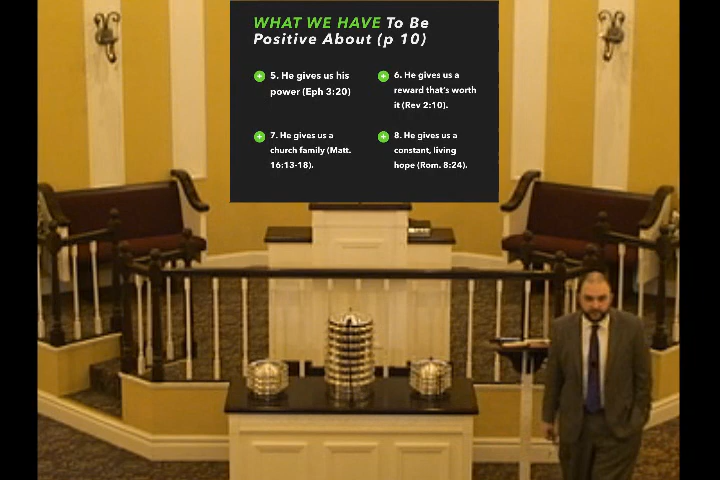 WHAT WE HAVE To Be
Positive About (p 10)
5. He gives us his
power (Eph 3:20)
6. He gives us a
reward that's worth
it (Rev 2:10).
7. He gives us a
church family (Matt.
16:13-18).
8. He gives us a
constant, living
hope (Rom. 8:24).